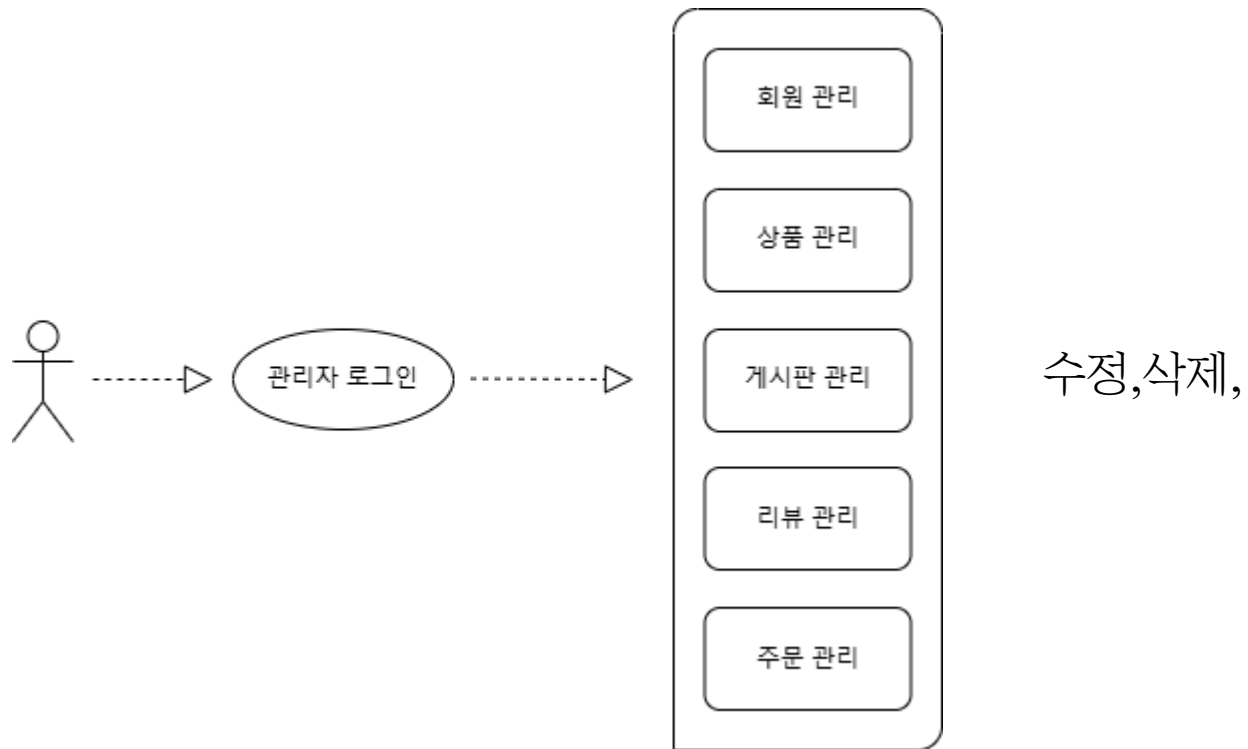 회원 관리
상품 관리
관리자 로그인
게시판 관리
수정,삭제,
리뷰 관리
주문 관리